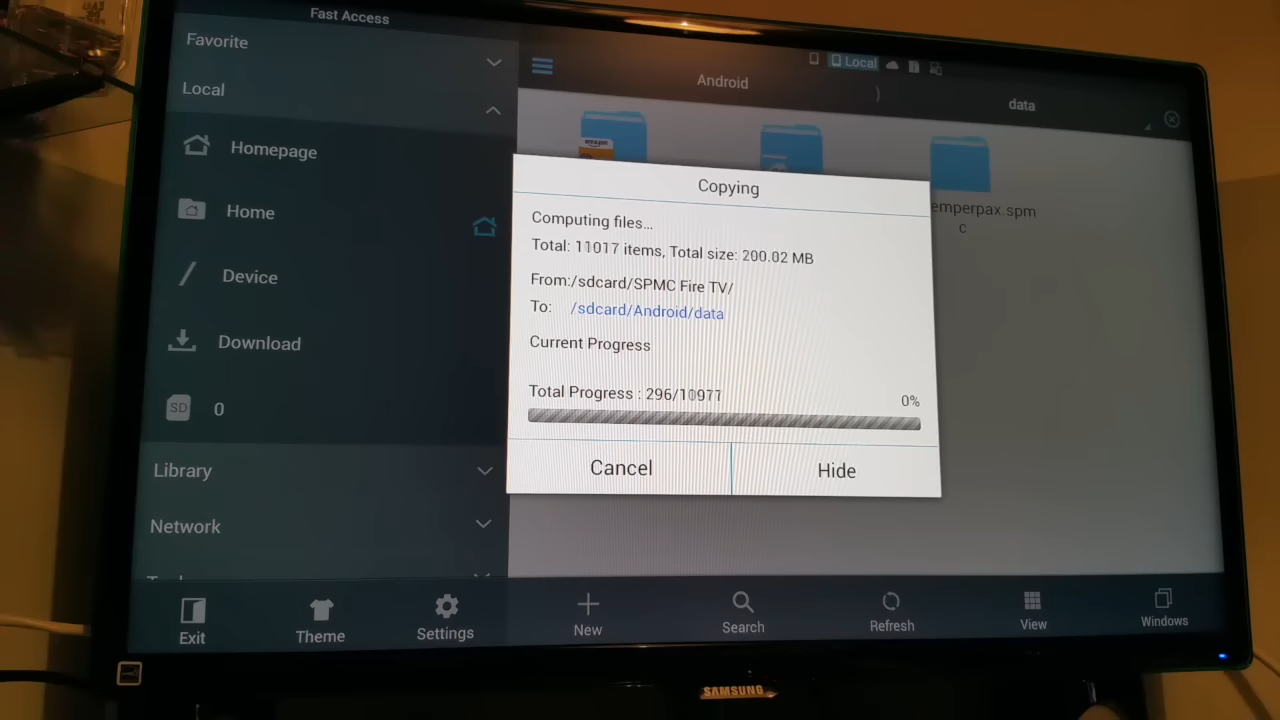 Fast Access
Favorite
Local
Homepage
Home
Device
Download
SD
0
Library
Network
Local
Android
data
amazon
emperpax.spm
c
Copying
Computing files...
Total: 11017 items, Total size: 200.02 MB
From:/sdcard/SPMC Fire TV/
To: /sdcard/Android/data
Current Progress
Total Progress : 296/10977
0%
Cancel
Hide
Exit
Theme
Settings
New
Search
Refresh
View
Windows
SAMSUNG